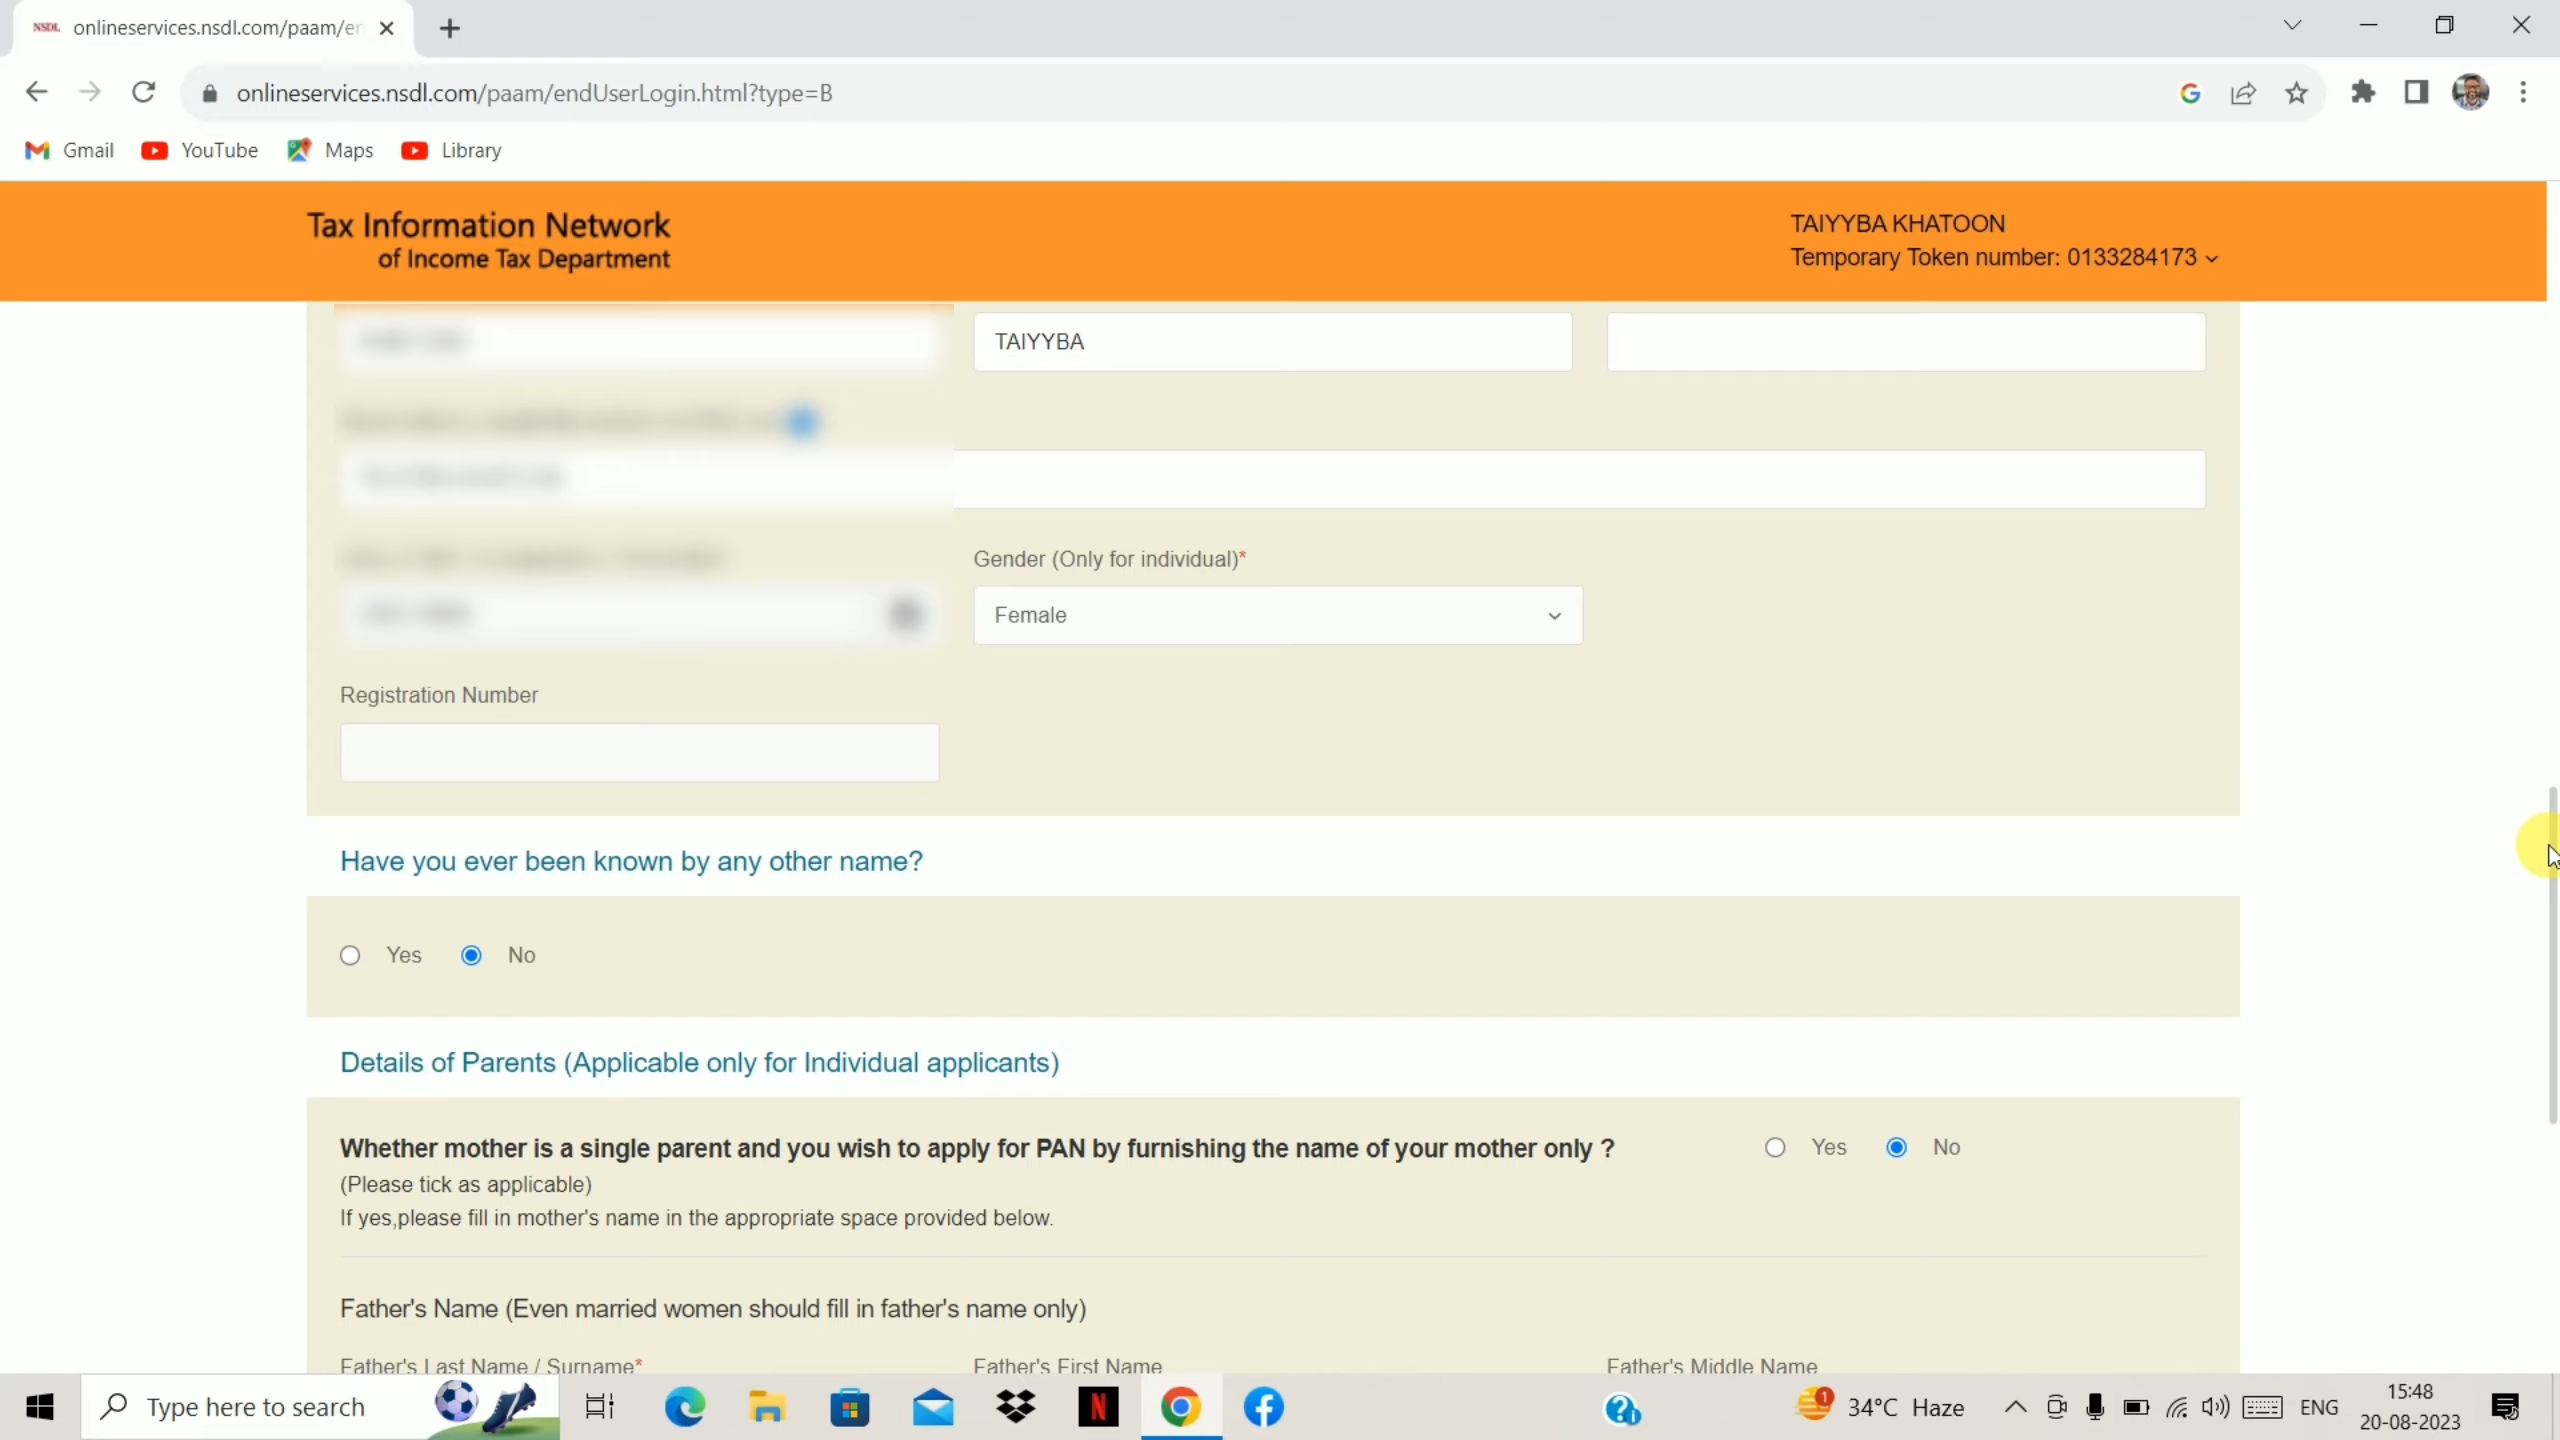 NSDL onlineservices.nsdl.com/paam/en
onlineservices.nsdl.com/paam/endUserLogin.html?type=B
Gmail YouTube Maps Library
Tax Information Network
of Income Tax Department
TAIYYBA KHATOON
Temporary Token number: 0133284173
TAIYYBA
Gender (Only for individual)*
Female
Registration Number
Have you ever been known by any other name?
Yes No
Details of Parents (Applicable only for Individual applicants)
Whether mother is a single parent and you wish to apply for PAN by furnishing the name of your mother only ? Yes No
(Please tick as applicable)
If yes,please fill in mother's name in the appropriate space provided below.
Father's Name (Even married women should fill in father's name only)
Father's Last Name / Surname* Father's First Name Father's Middle Name
Type here to search
N
1
34°C Haze
ENG
15:48
20-08-2023